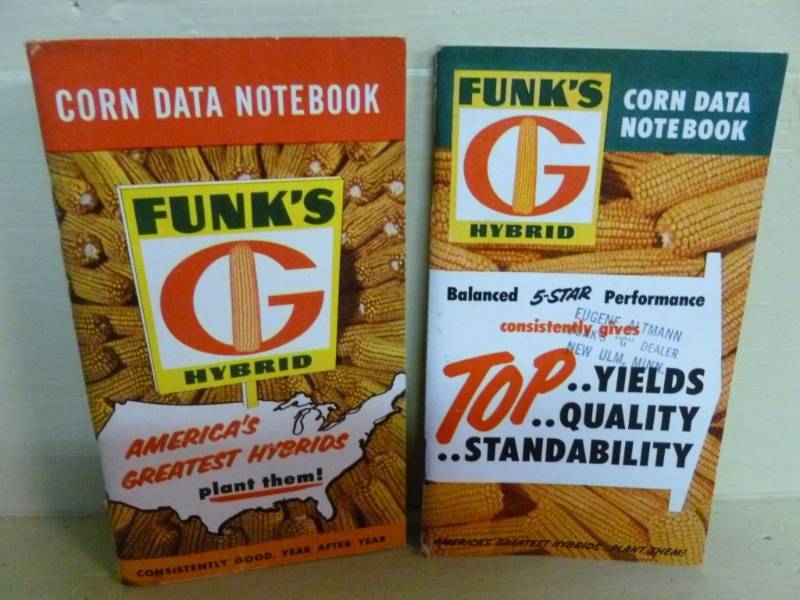 CORN DATA NOTEBOOK
FUNK'S
G
HYBRID
AMERICA'S
GREATEST HYBRIDS
plant them!
CONSISTENTLY GOOD, YEAR AFTER YEAR
FUNK'S
G
HYBRID
CORN DATA
NOTEBOOK
Balanced 5-STAR Performance
consistently gives
EUGENE ALTMANN
FUNK'S "G" DEALER
NEW ULM, MINN.
TOP..YIELDS
..QUALITY
..STANDABILITY
AMERICA'S GREATEST HYBRIDS...PLANT THEM!